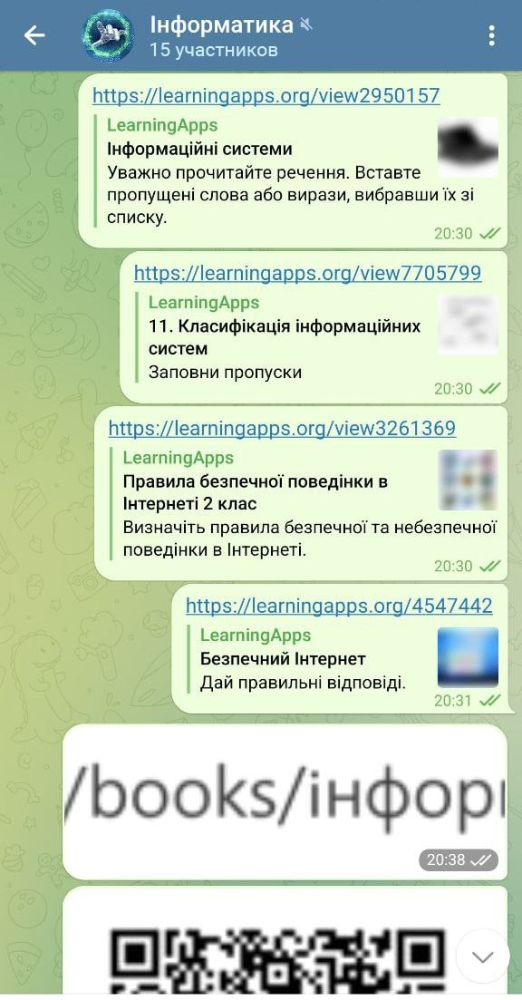 Інформатика
15 участников
https://learningapps.org/view2950157
LearningApps
Інформаційні системи
Уважно прочитайте речення. Вставте
пропущені слова або вирази, вибравши їх зі
списку.
20:30
https://learningapps.org/view7705799
LearningApps
11. Класифікація інформаційних
систем
Заповни пропуски
20:30
https://learningapps.org/view3261369
LearningApps
Правила безпечної поведінки в
Інтернеті 2 клас
Визначіть правила безпечної та небезпечної
поведінки в Інтернеті.
20:30
https://learningapps.org/4547442
LearningApps
Безпечний Інтернет
Дай правильні відповіді.
20:31
/books/інфор
20:38